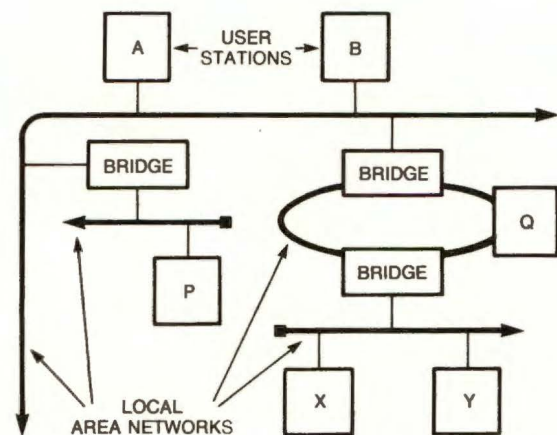 A
USER
STATIONS
B
BRIDGE
BRIDGE
Q
P
BRIDGE
X
Y
LOCAL
AREA NETWORKS